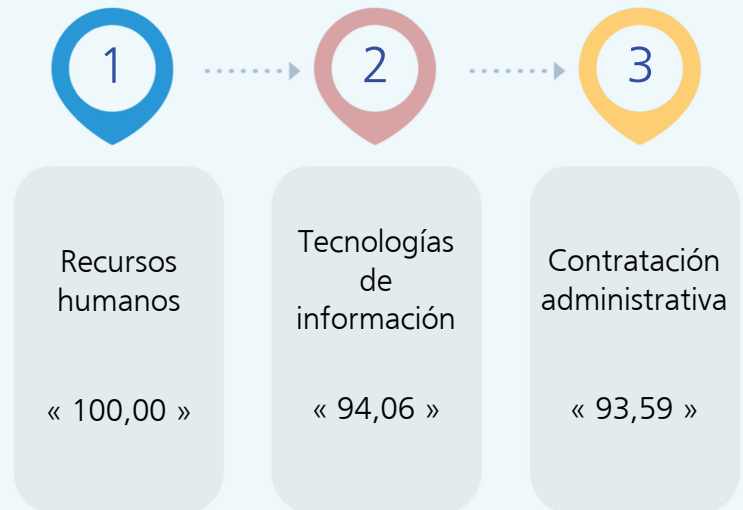 1
2
3
Recursos
humanos
« 100,00 »
Tecnologías
de
información
« 94,06 »
Contratación
administrativa
« 93,59 »